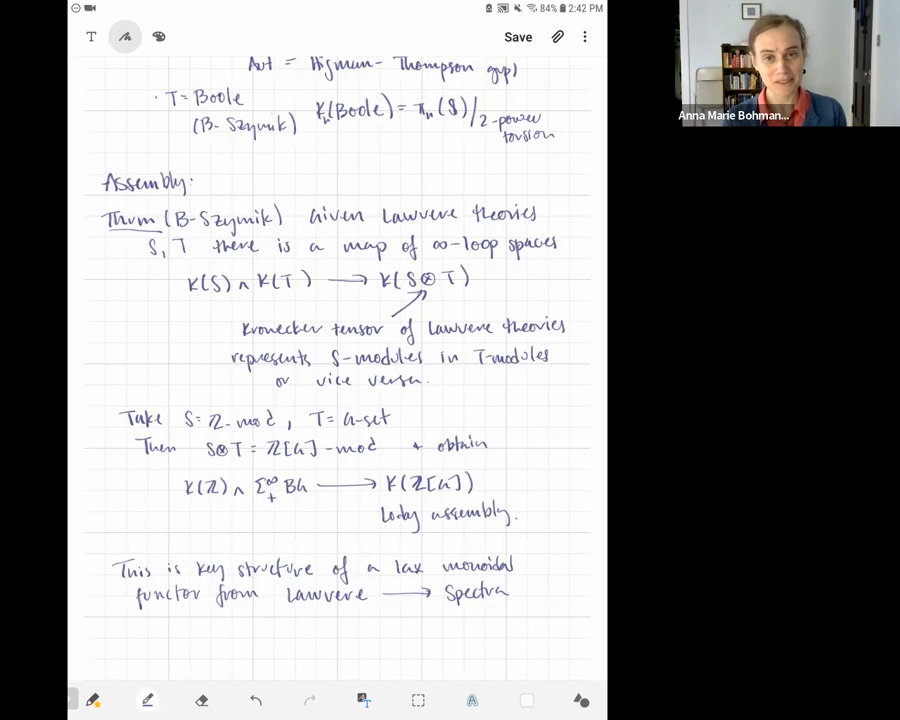 84% 2:42 PM
T Save
Aut = Higman-Thompson grp)
· T = Boole
(B-Szymik) Kₙ(Boole) = πₙ(S)/2-power torsion
Assembly:
Thrm (B-Szymik) Given Lawvere theories
S, T there is a map of ∞-loop spaces
K(S) ∧ K(T) ⟶ K(S⊗T)
Kronecker tensor of Lawvere theories
represents S-modules in T-modules
or vice versa.
Take S = ℤ-mod, T = G-set
Then S⊗T = ℤ[G]-mod + obtain
K(ℤ) ∧ Σ₊^∞ BG ⟶ K(ℤ[G])
Loday assembly.
This is key structure of a lax monoidal
functor from Lawvere ⟶ Spectra
Anna Marie Bohman...